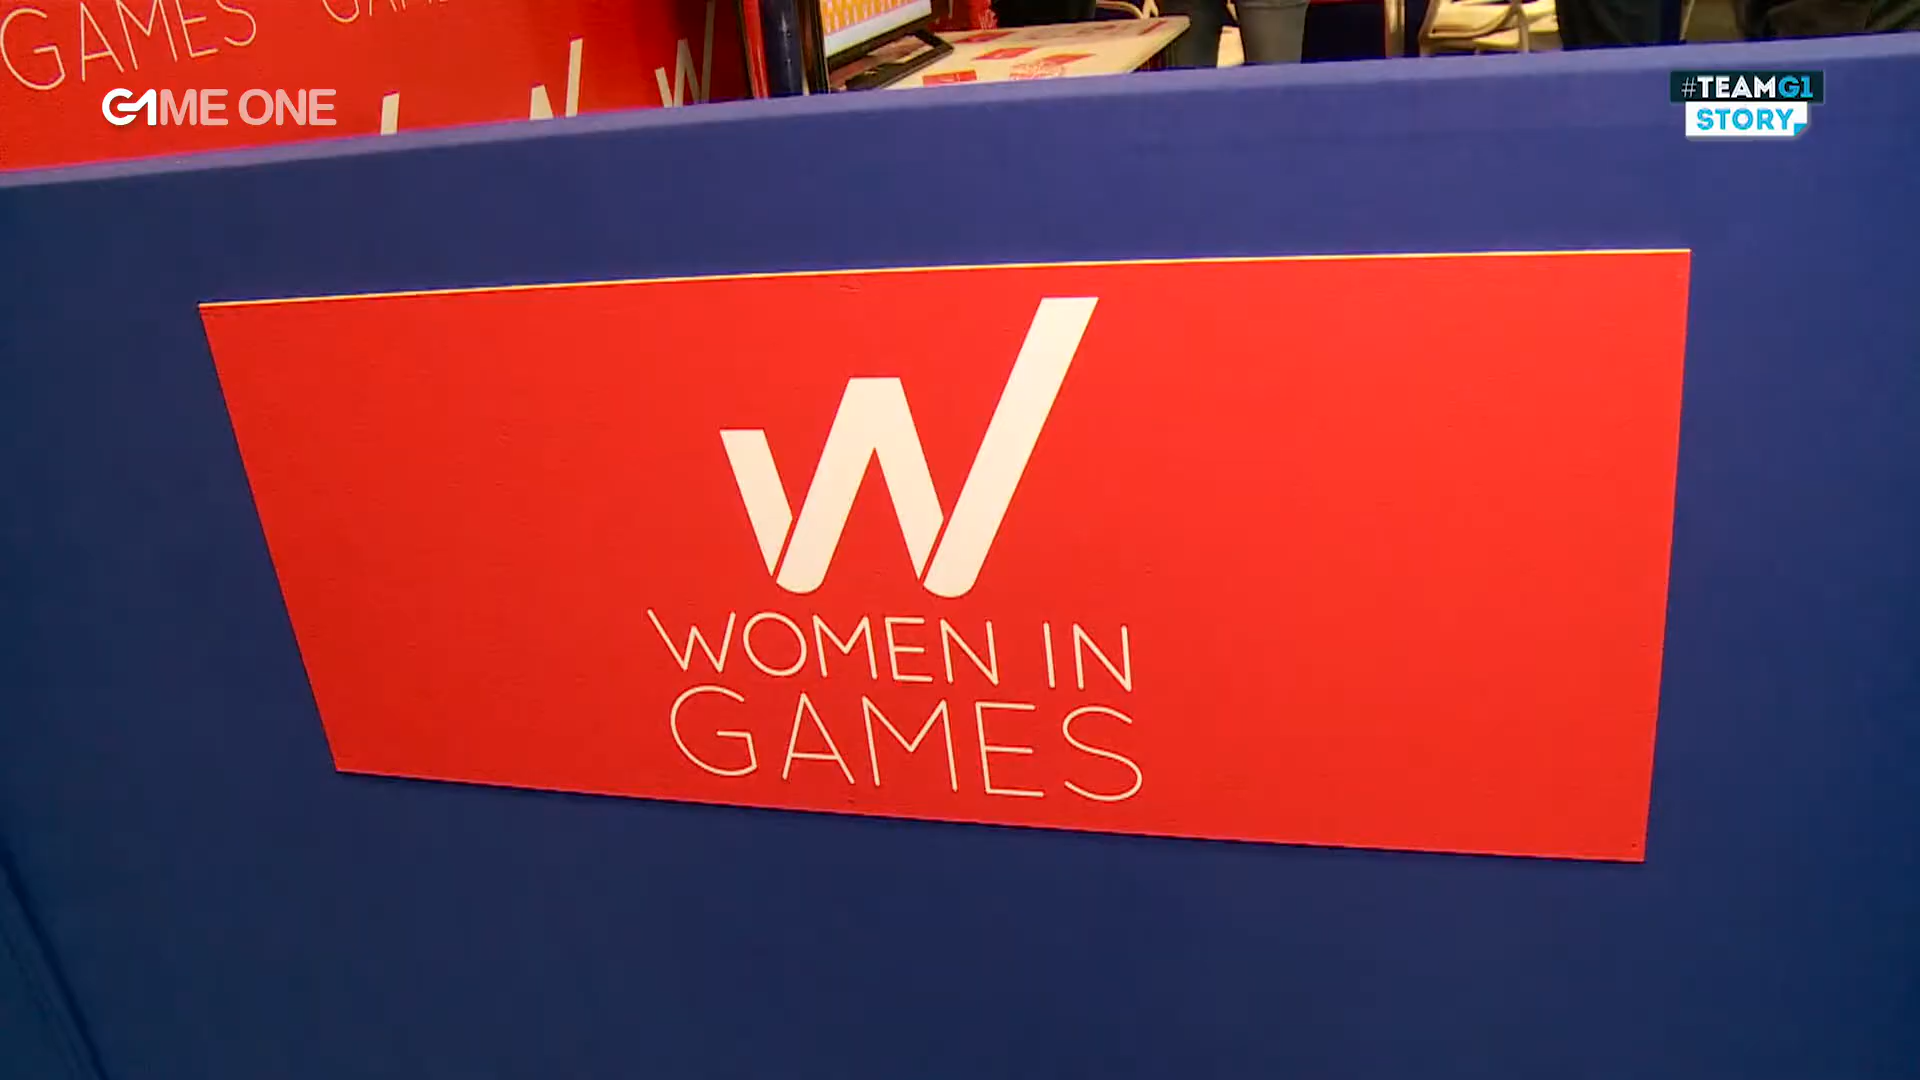 GAMES
GAME ONE
#TEAMG1
STORY
W
WOMEN IN
GAMES